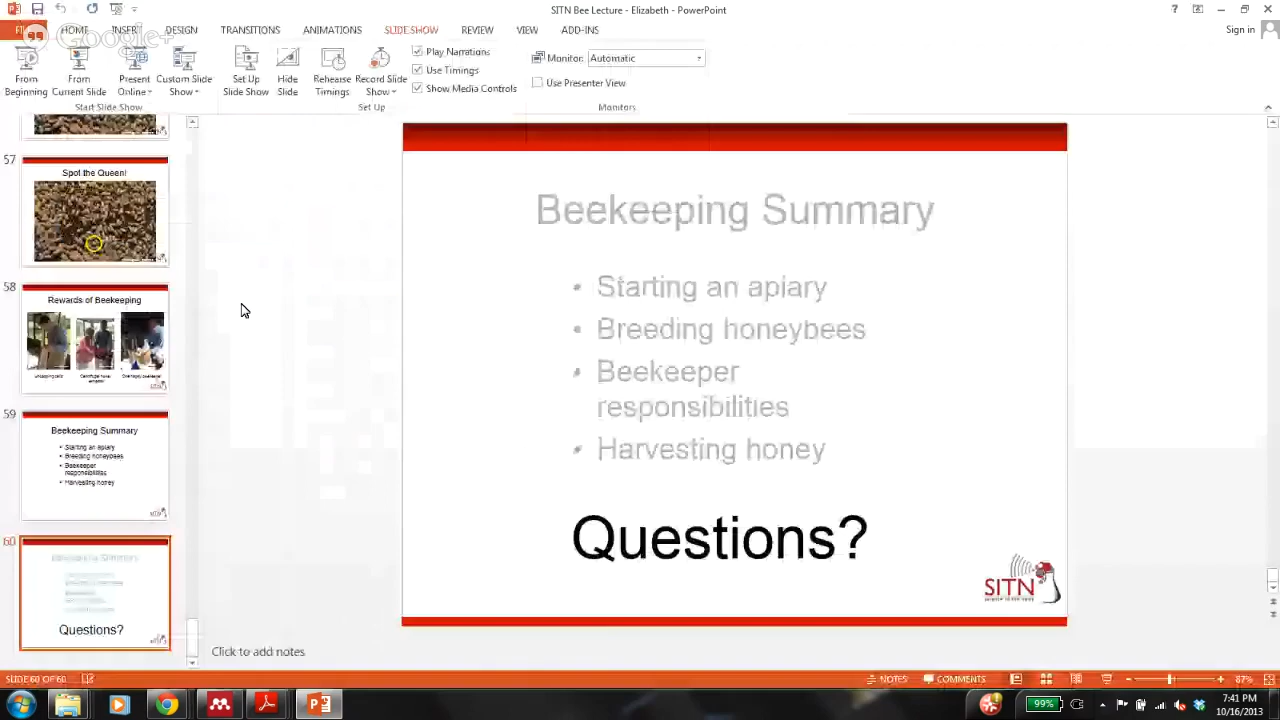 SITN Bee Lecture - Elizabeth - PowerPoint
Google+
HOME INSERT DESIGN TRANSITIONS ANIMATIONS SLIDE SHOW REVIEW VIEW ADD-INS
Sign in
From Beginning
From Current Slide
Present Online
Custom Slide Show
Set Up Slide Show
Hide Slide
Rehearse Timings
Record Slide Show
Play Narrations
Use Timings
Show Media Controls
Monitor: Automatic
Use Presenter View
Start Slide Show
Set Up
Monitors
57
Spot the Queen!
58
Rewards of Beekeeping
59
Beekeeping Summary
• Starting an apiary
• Breeding honeybees
• Beekeeper
responsibilities
• Harvesting honey
60
Questions?
Beekeeping Summary
• Starting an apiary
• Breeding honeybees
• Beekeeper
responsibilities
• Harvesting honey
Questions?
SITN
Click to add notes
SLIDE 60 OF 60
NOTES
COMMENTS
87%
99%
7:41 PM
10/16/2013